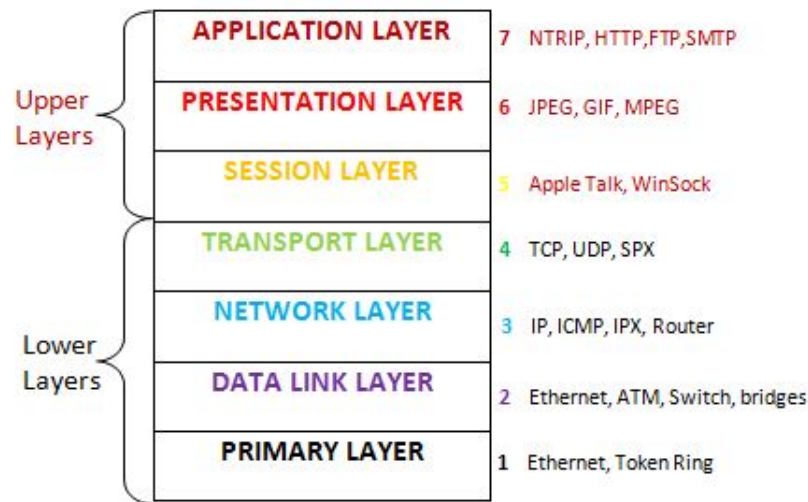 APPLICATION LAYER 7 NTRIP, HTTP,FTP,SMTP
Upper Layers
PRESENTATION LAYER 6 JPEG, GIF, MPEG
SESSION LAYER 5 Apple Talk, WinSock
TRANSPORT LAYER 4 TCP, UDP, SPX
NETWORK LAYER 3 IP, ICMP, IPX, Router
Lower Layers
DATA LINK LAYER 2 Ethernet, ATM, Switch, bridges
PRIMARY LAYER 1 Ethernet, Token Ring